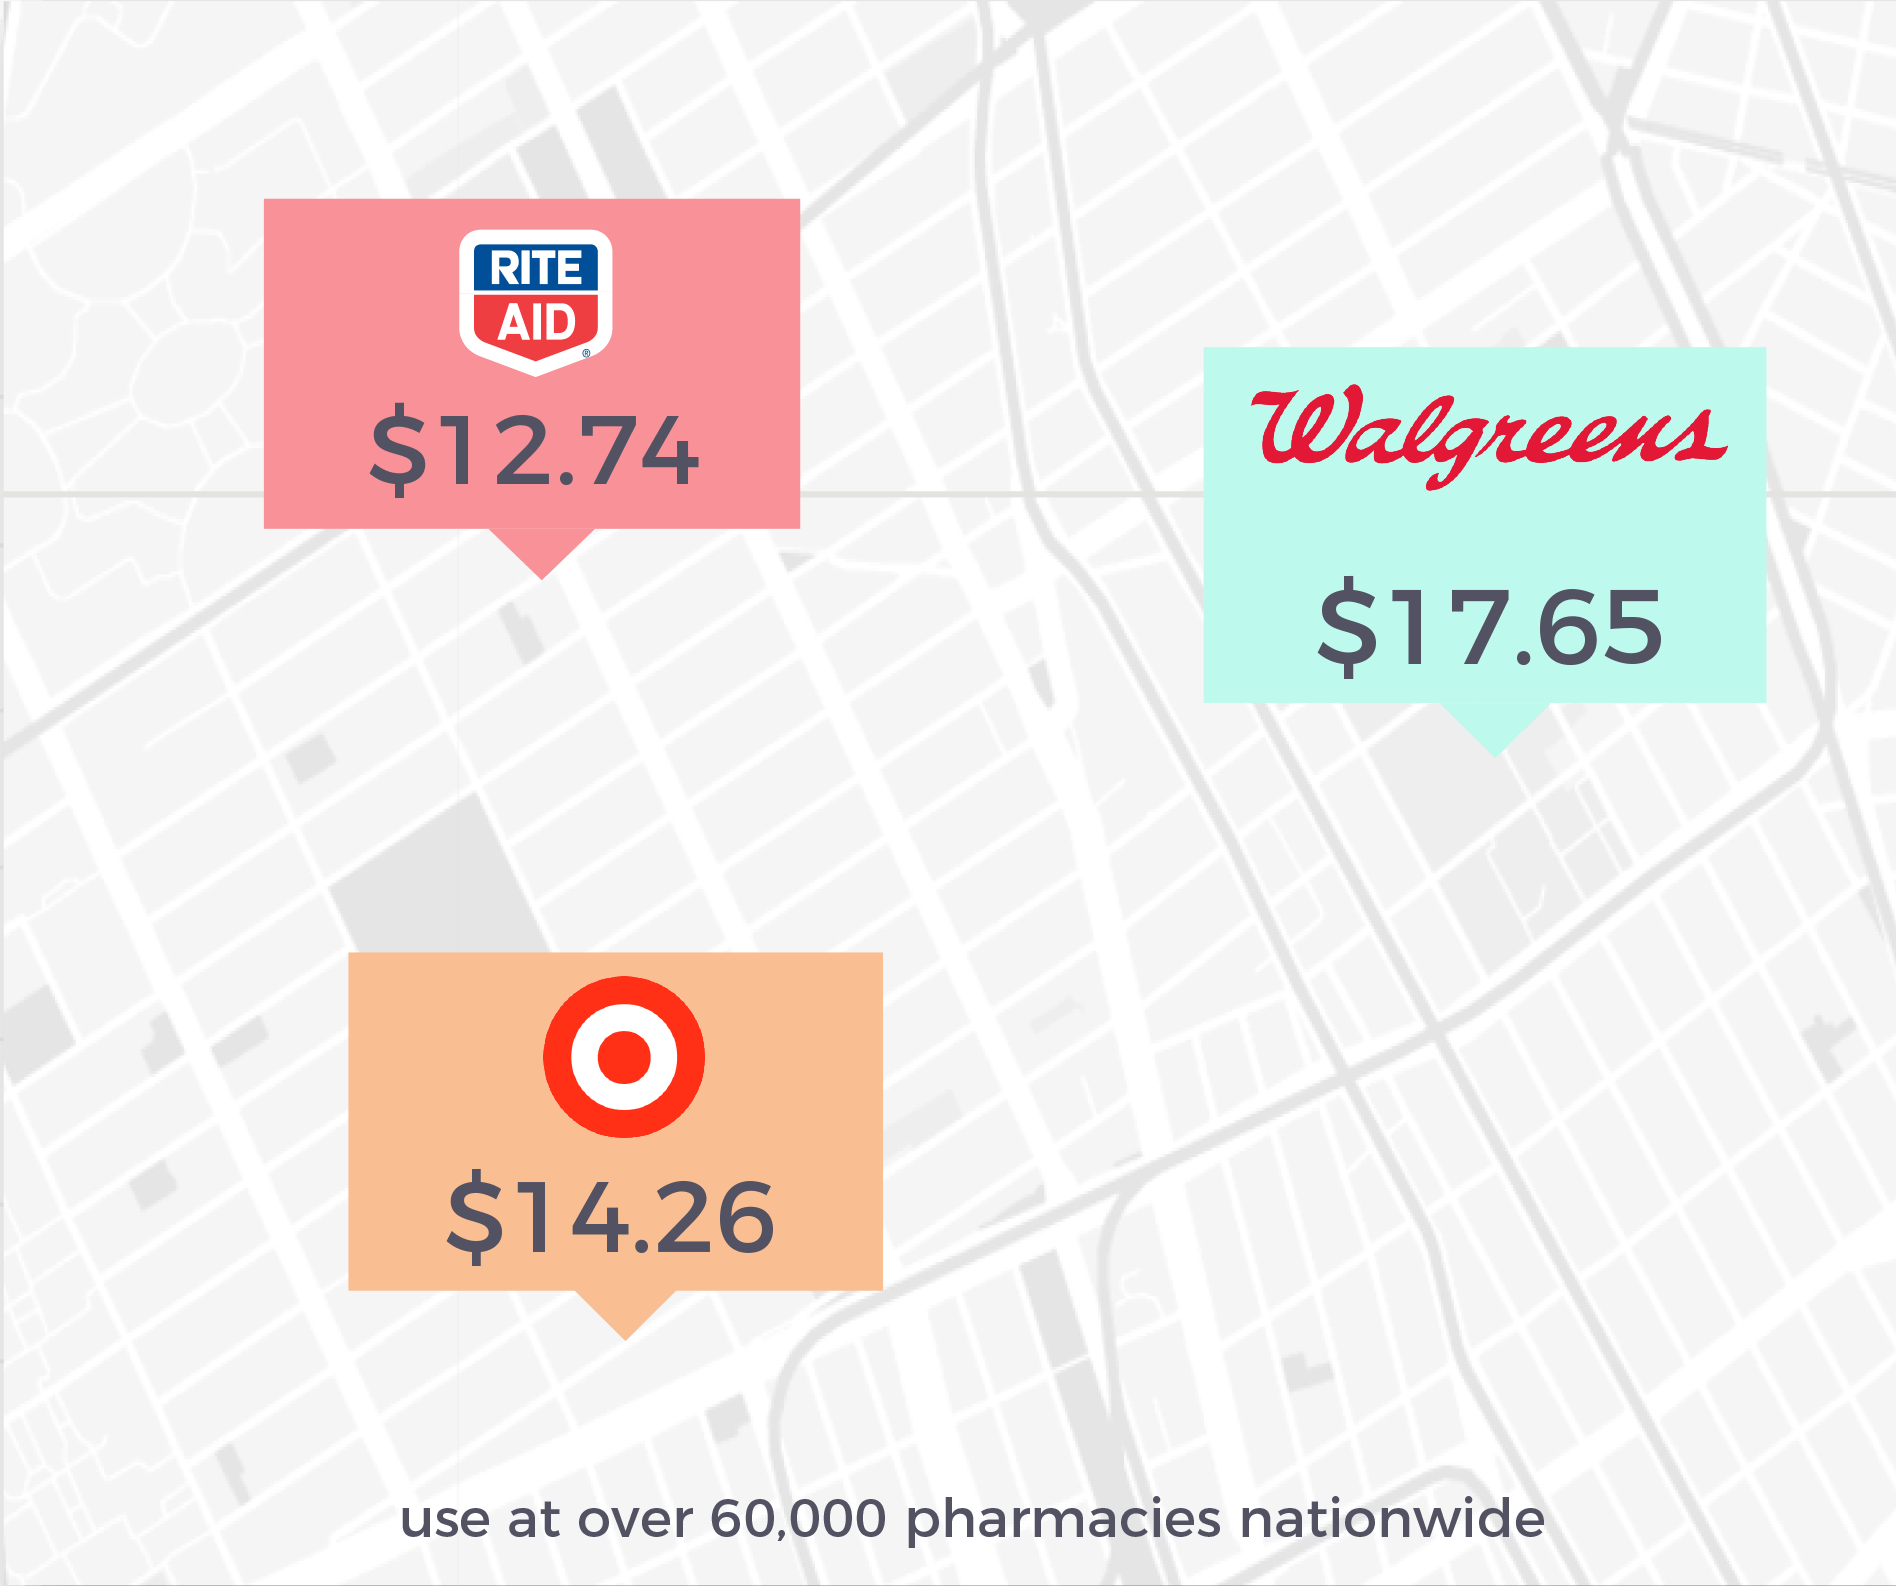 RITE
AID
®
$12.74
Walgreens
$17.65
$14.26
use at over 60,000 pharmacies nationwide